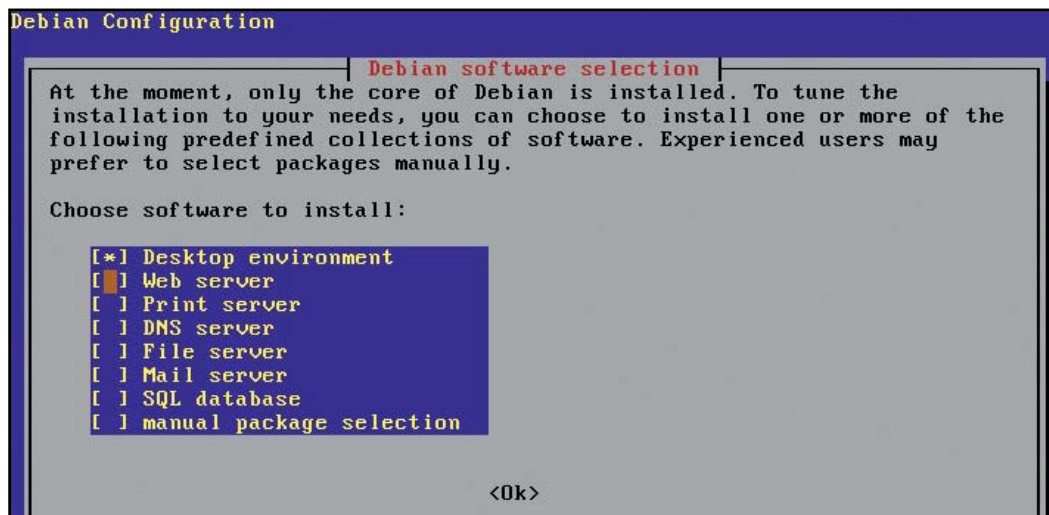 Debian Configuration
Debian software selection
At the moment, only the core of Debian is installed. To tune the
installation to your needs, you can choose to install one or more of the
following predefined collections of software. Experienced users may
prefer to select packages manually.
Choose software to install:
[*] Desktop environment
[ ] Web server
[ ] Print server
[ ] DNS server
[ ] File server
[ ] Mail server
[ ] SQL database
[ ] manual package selection
<Ok>